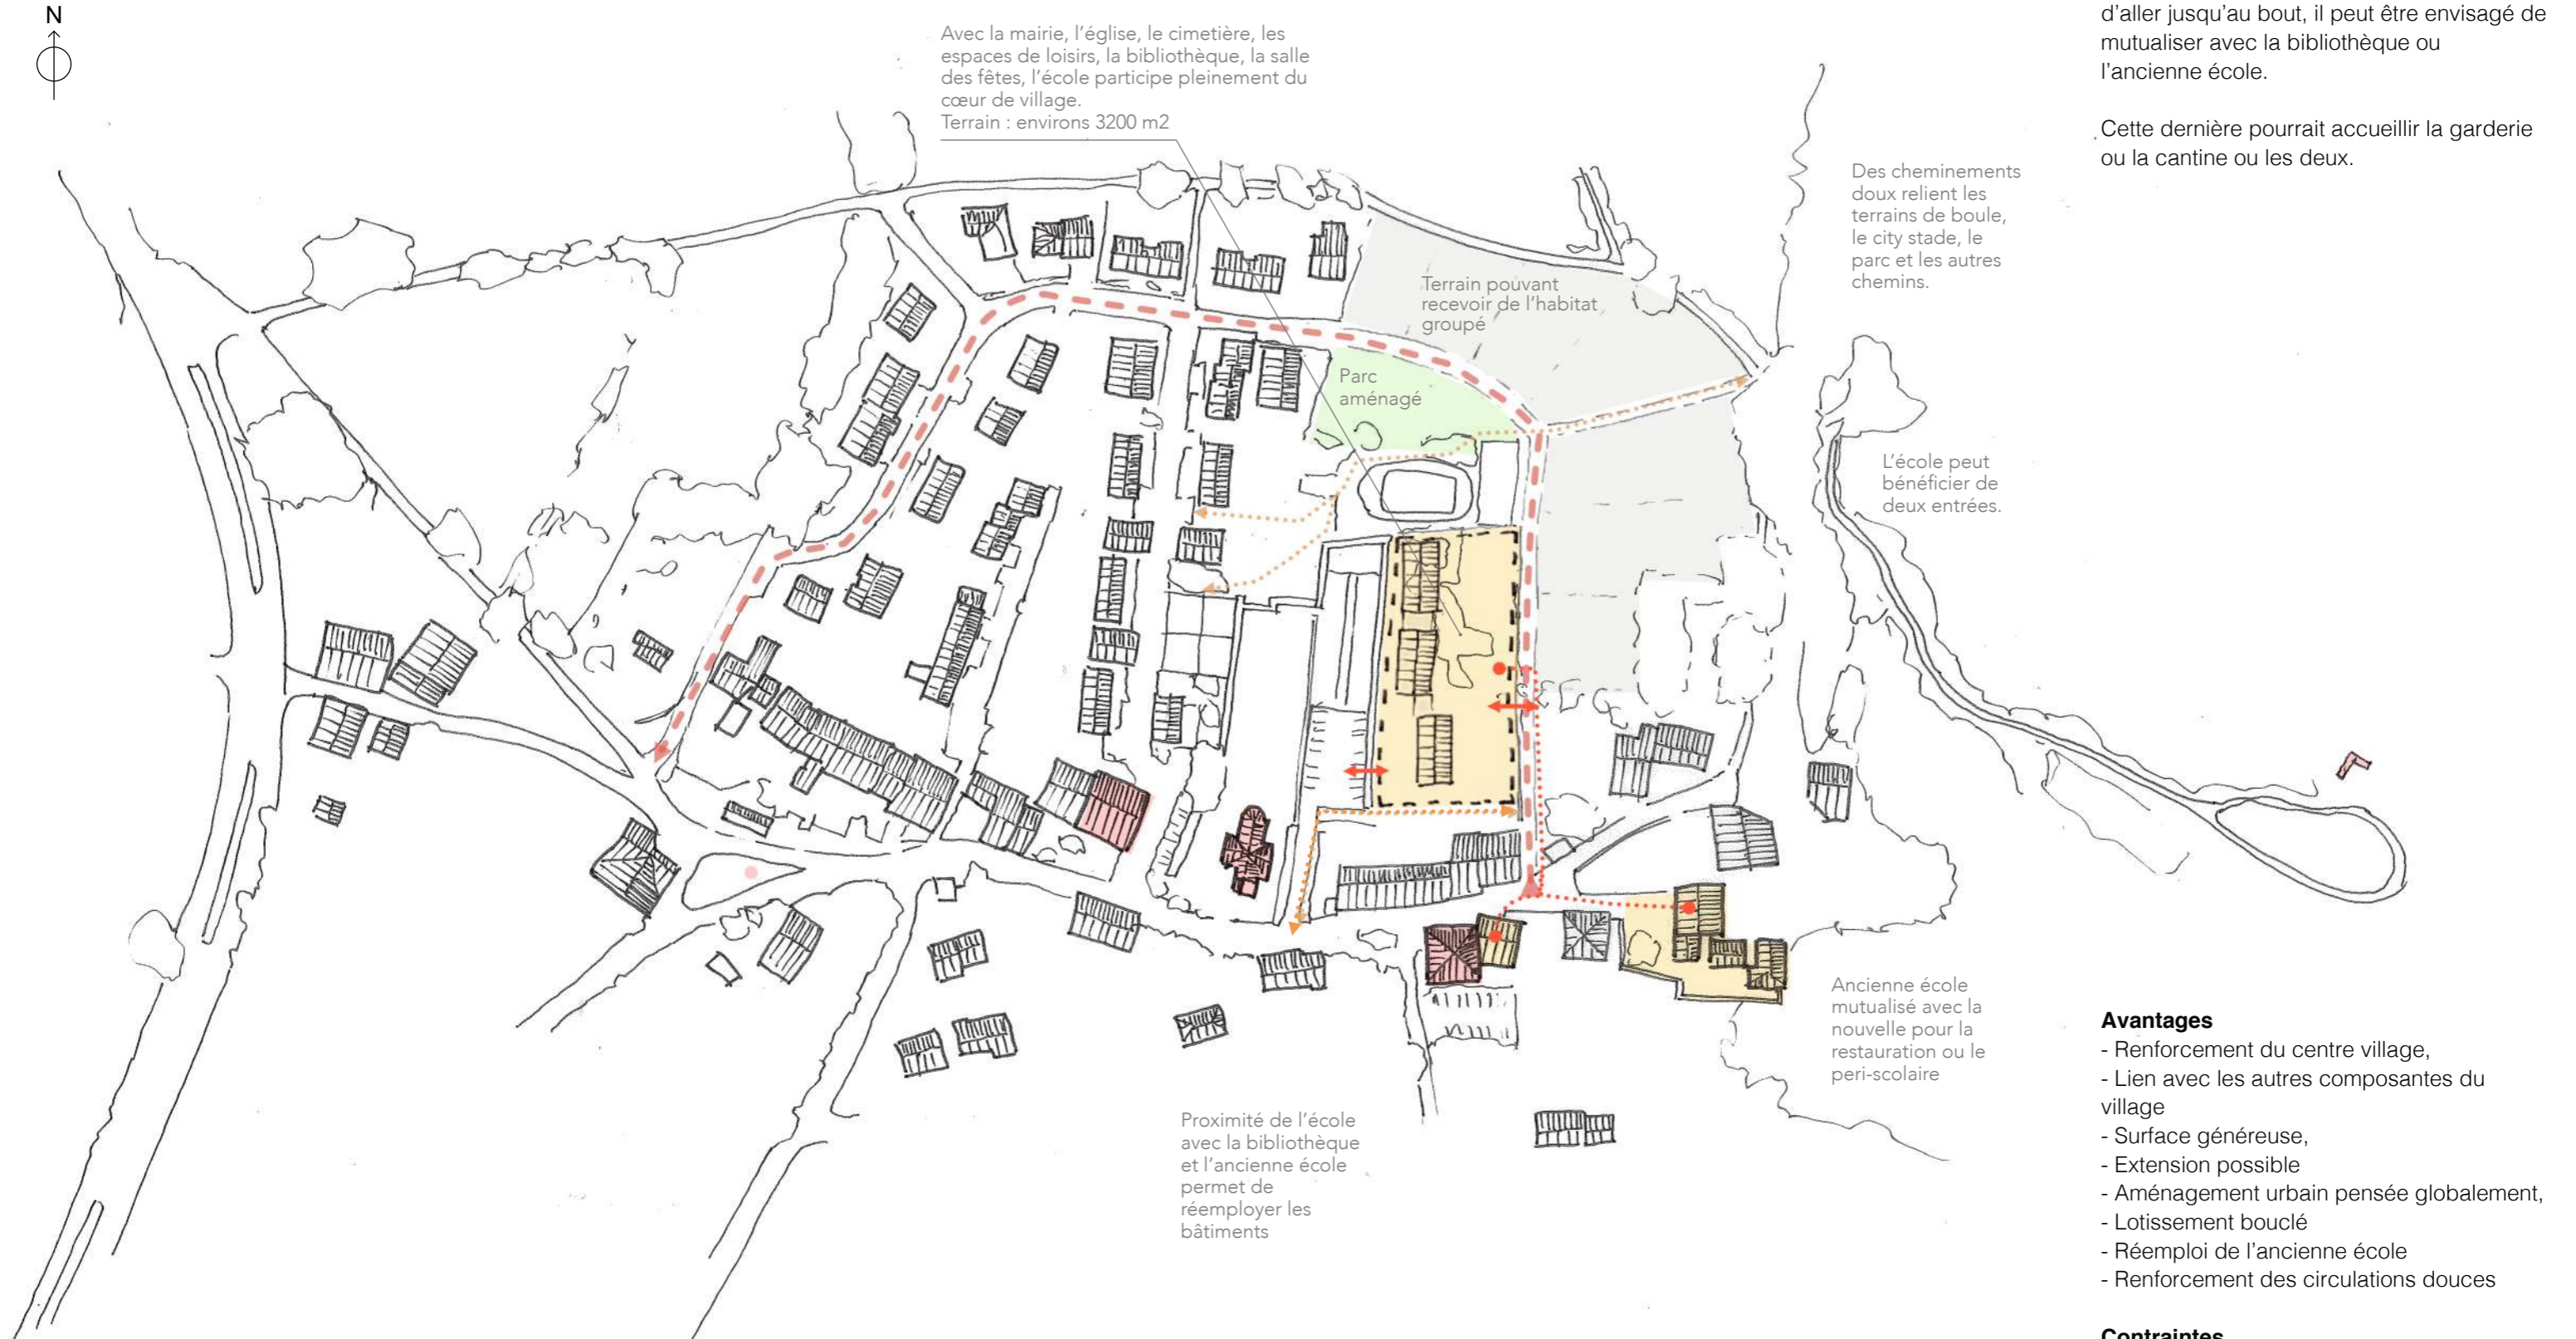 N
Avec la mairie, l'église, le cimetière, les
espaces de loisirs, la bibliothèque, la salle
des fêtes, l'école participe pleinement du
cœur de village.
Terrain : environs 3200 m2
d'aller jusqu'au bout, il peut être envisagé de
mutualiser avec la bibliothèque ou
l'ancienne école.
Cette dernière pourrait accueillir la garderie
ou la cantine ou les deux.
Des cheminements
doux relient les
terrains de boule,
le city stade, le
parc et les autres
chemins.
Terrain pouvant
recevoir de l'habitat
groupé
Parc
aménagé
L'école peut
bénéficier de
deux entrées.
Ancienne école
mutualisé avec la
nouvelle pour la
restauration ou le
peri-scolaire
Proximité de l'école
avec la bibliothèque
et l'ancienne école
permet de
réemployer les
bâtiments
Avantages
- Renforcement du centre village,
- Lien avec les autres composantes du
village
- Surface généreuse,
- Extension possible
- Aménagement urbain pensée globalement,
- Lotissement bouclé
- Réemploi de l'ancienne école
- Renforcement des circulations douces
Contraintes